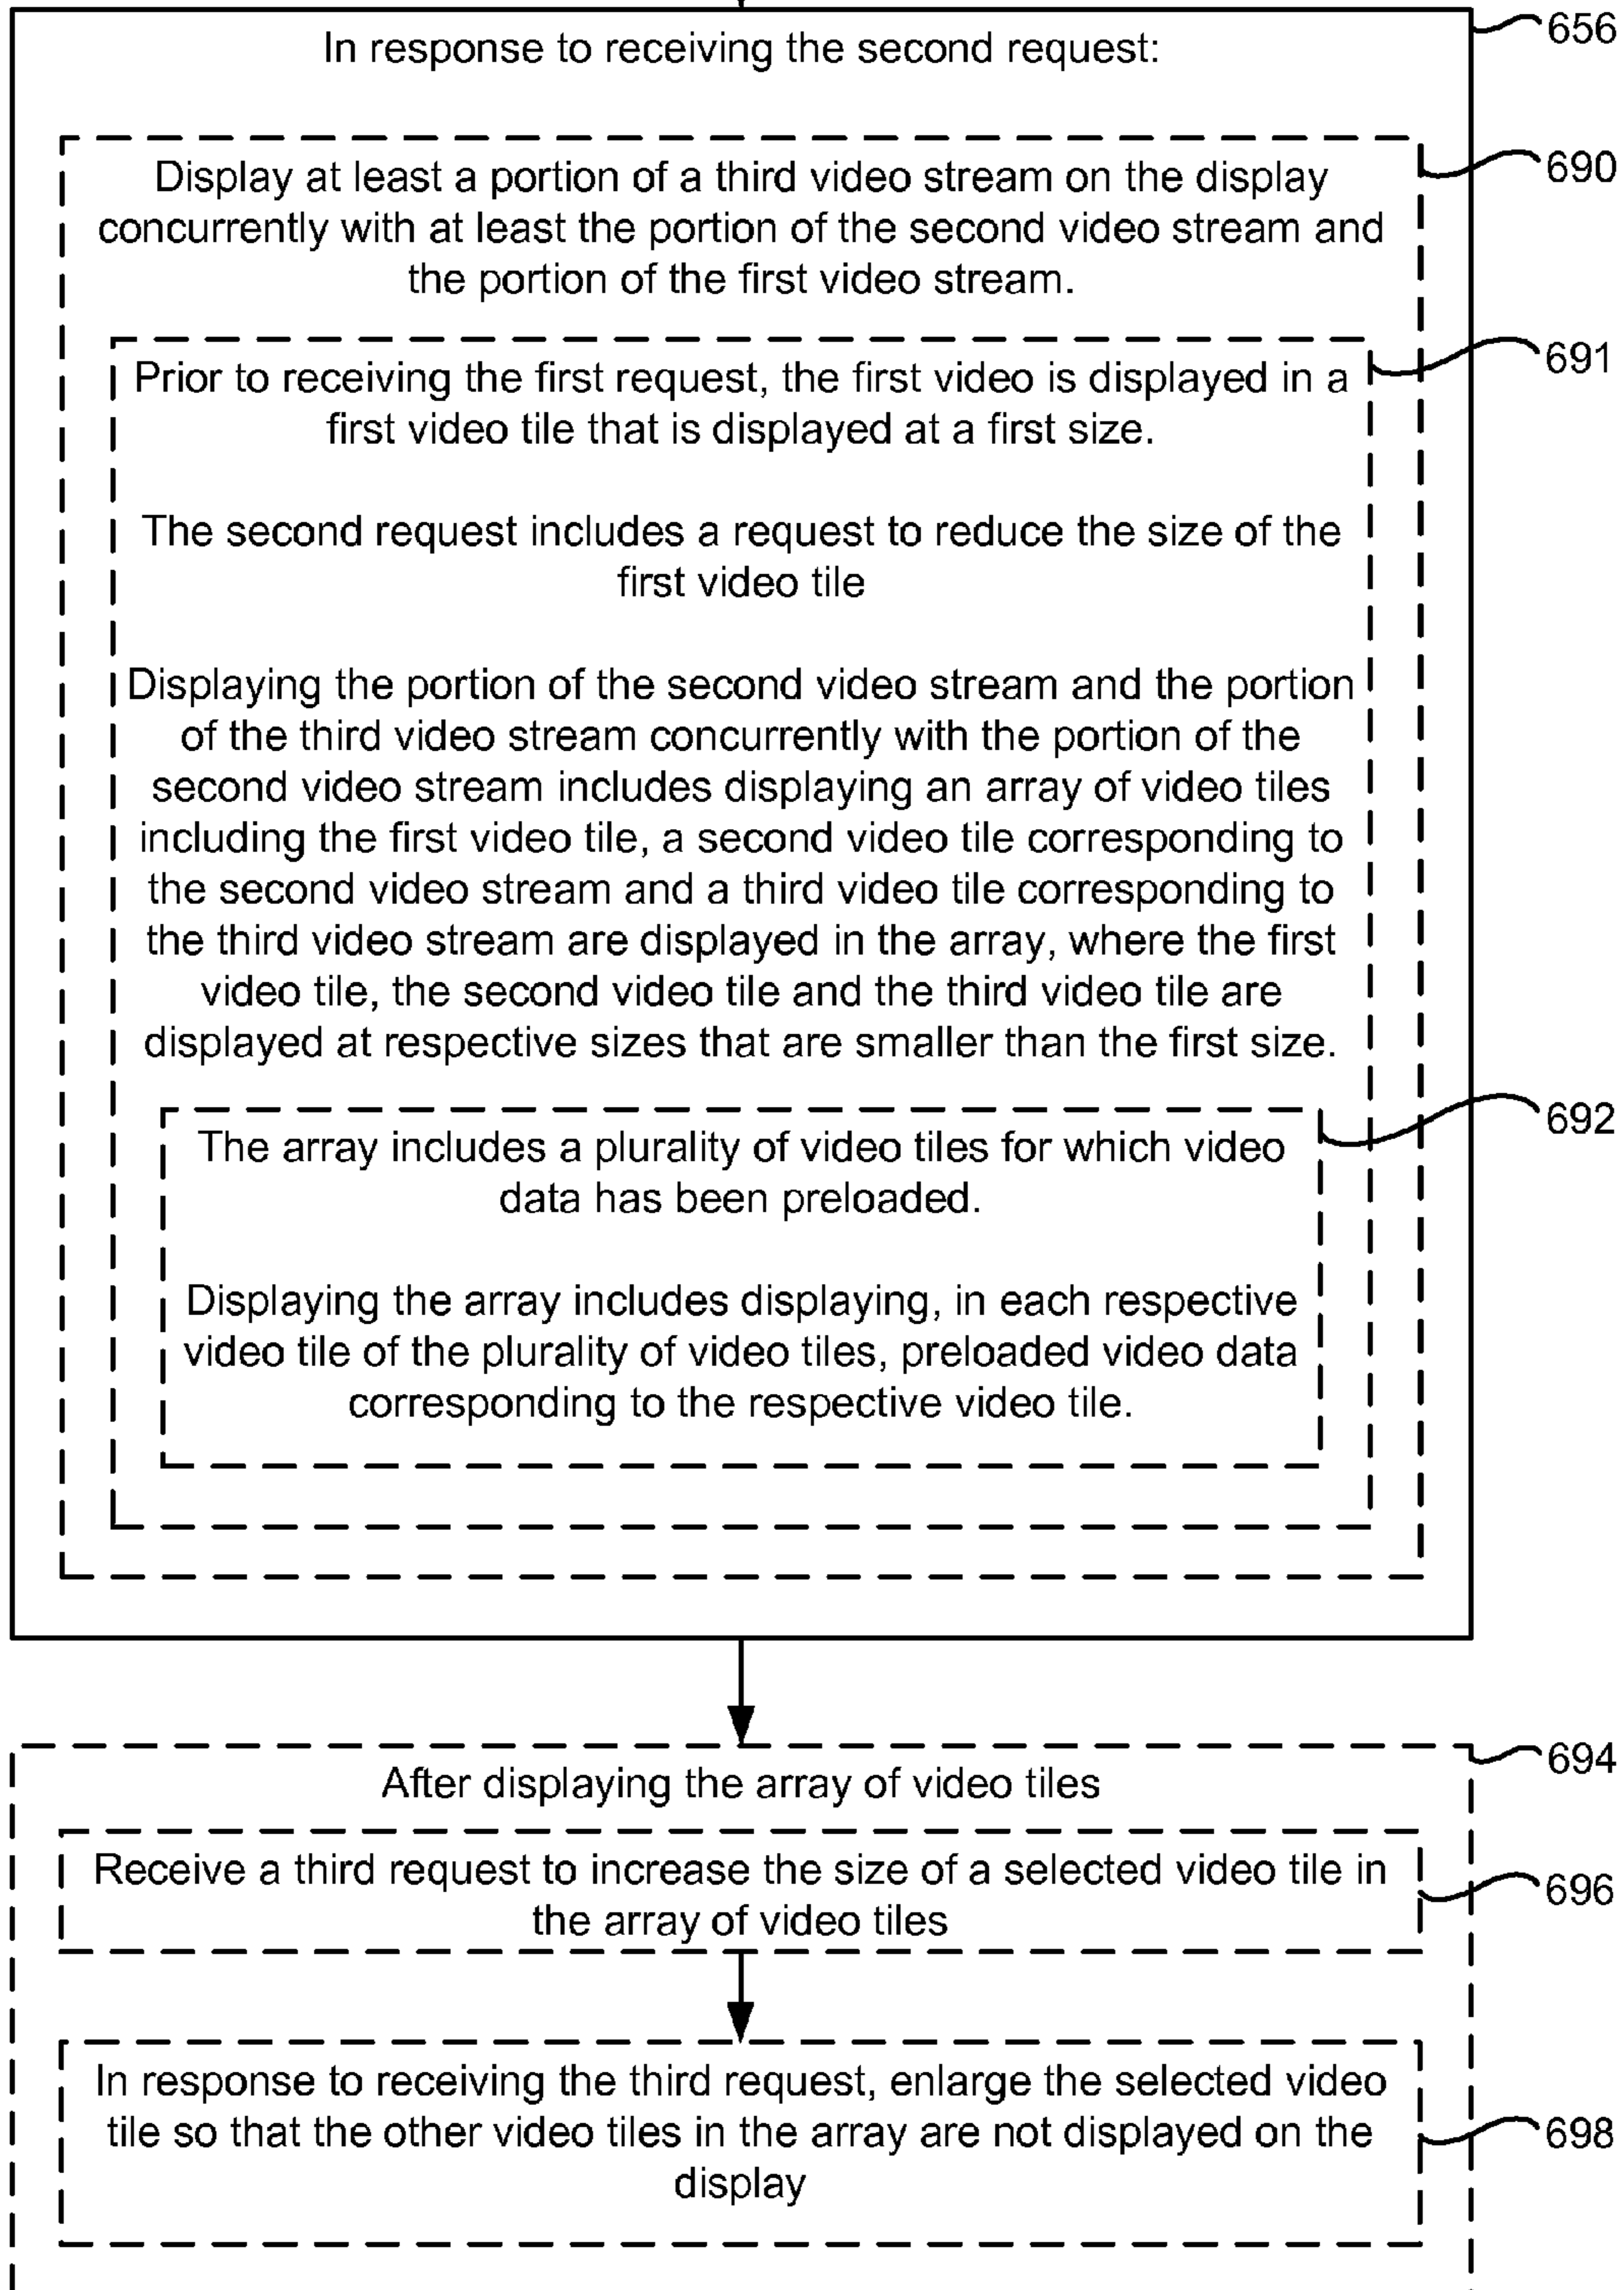 In response to receiving the second request:
656
Display at least a portion of a third video stream on the display
concurrently with at least the portion of the second video stream and
the portion of the first video stream.
690
Prior to receiving the first request, the first video is displayed in a
first video tile that is displayed at a first size.
691
The second request includes a request to reduce the size of the
first video tile
Displaying the portion of the second video stream and the portion
of the third video stream concurrently with the portion of the
second video stream includes displaying an array of video tiles
including the first video tile, a second video tile corresponding to
the second video stream and a third video tile corresponding to
the third video stream are displayed in the array, where the first
video tile, the second video tile and the third video tile are
displayed at respective sizes that are smaller than the first size.
The array includes a plurality of video tiles for which video
data has been preloaded.
692
Displaying the array includes displaying, in each respective
video tile of the plurality of video tiles, preloaded video data
corresponding to the respective video tile.
After displaying the array of video tiles
694
Receive a third request to increase the size of a selected video tile in
the array of video tiles
696
In response to receiving the third request, enlarge the selected video
tile so that the other video tiles in the array are not displayed on the
display
698